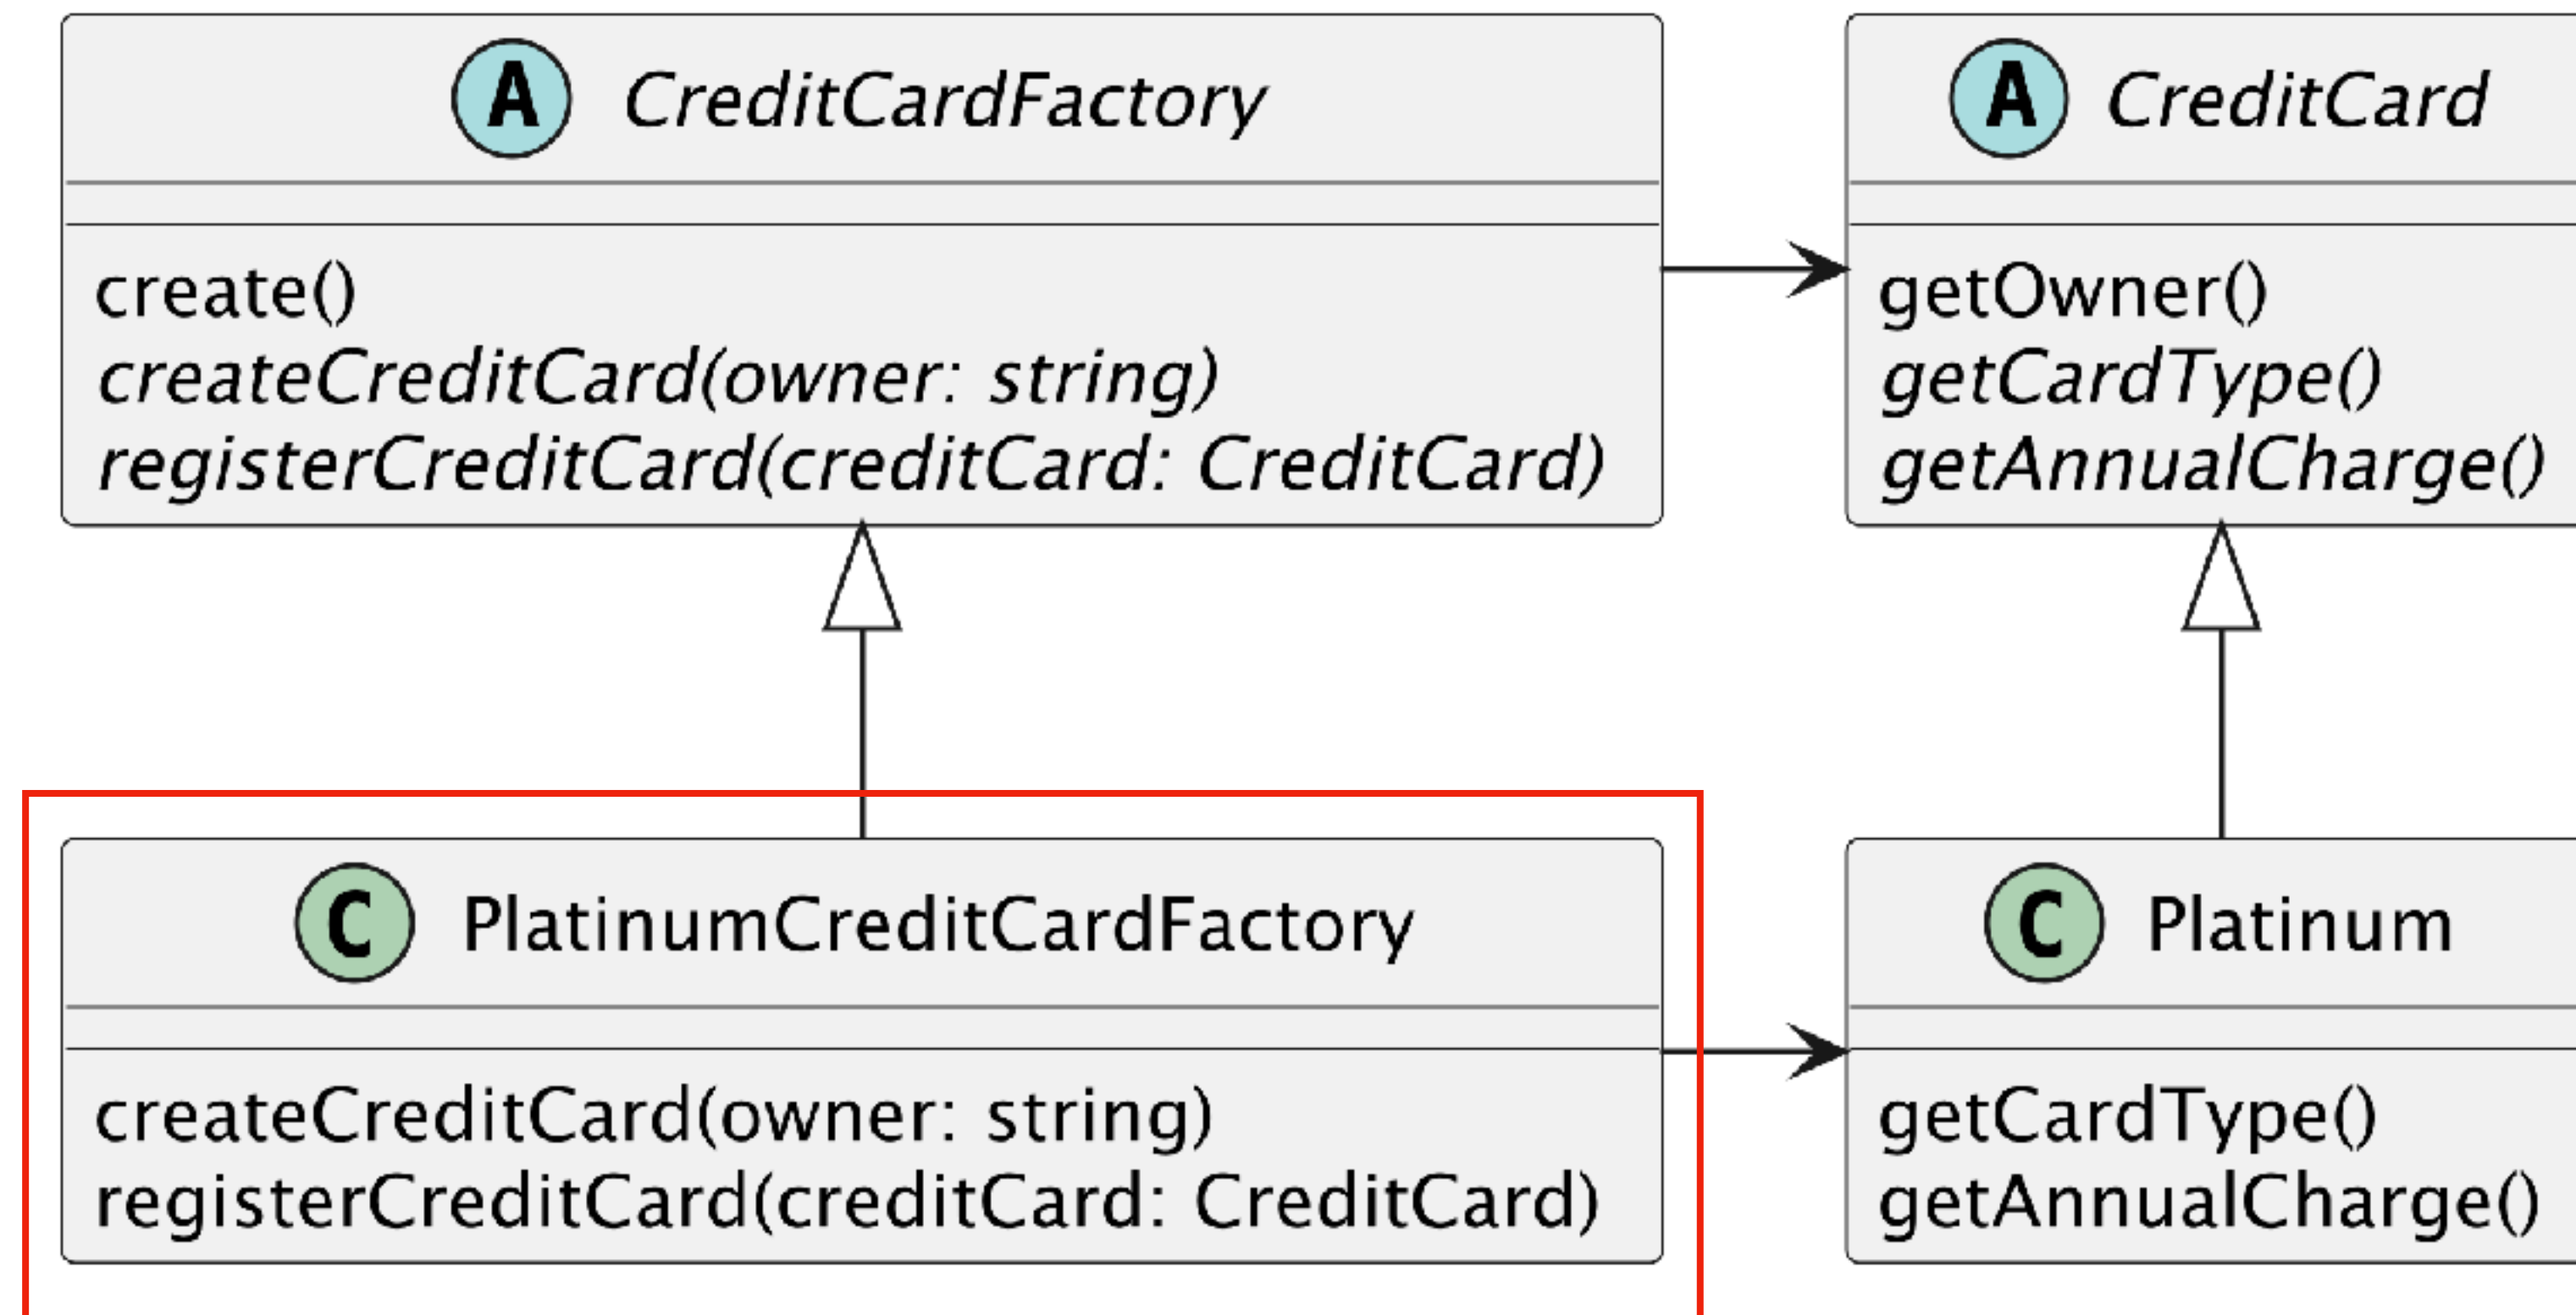 A CreditCardFactory
create()
createCreditCard(owner: string)
registerCreditCard(creditCard: CreditCard)
A CreditCard
getOwner()
getCardType()
getAnnualCharge()
C PlatinumCreditCardFactory
createCreditCard(owner: string)
registerCreditCard(creditCard: CreditCard)
C Platinum
getCardType()
getAnnualCharge()